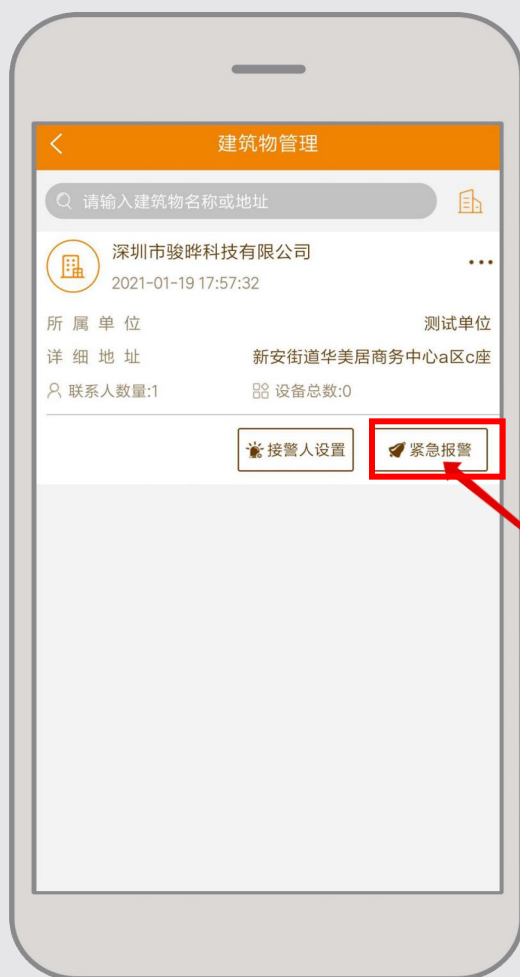 建筑物管理
请输入建筑物名称或地址
深圳市骏晔科技有限公司
2021-01-19 17:57:32
所属单位 测试单位
详细地址 新安街道华美居商务中心a区c座
联系人数量:1 设备总数:0
接警人设置 紧急报警